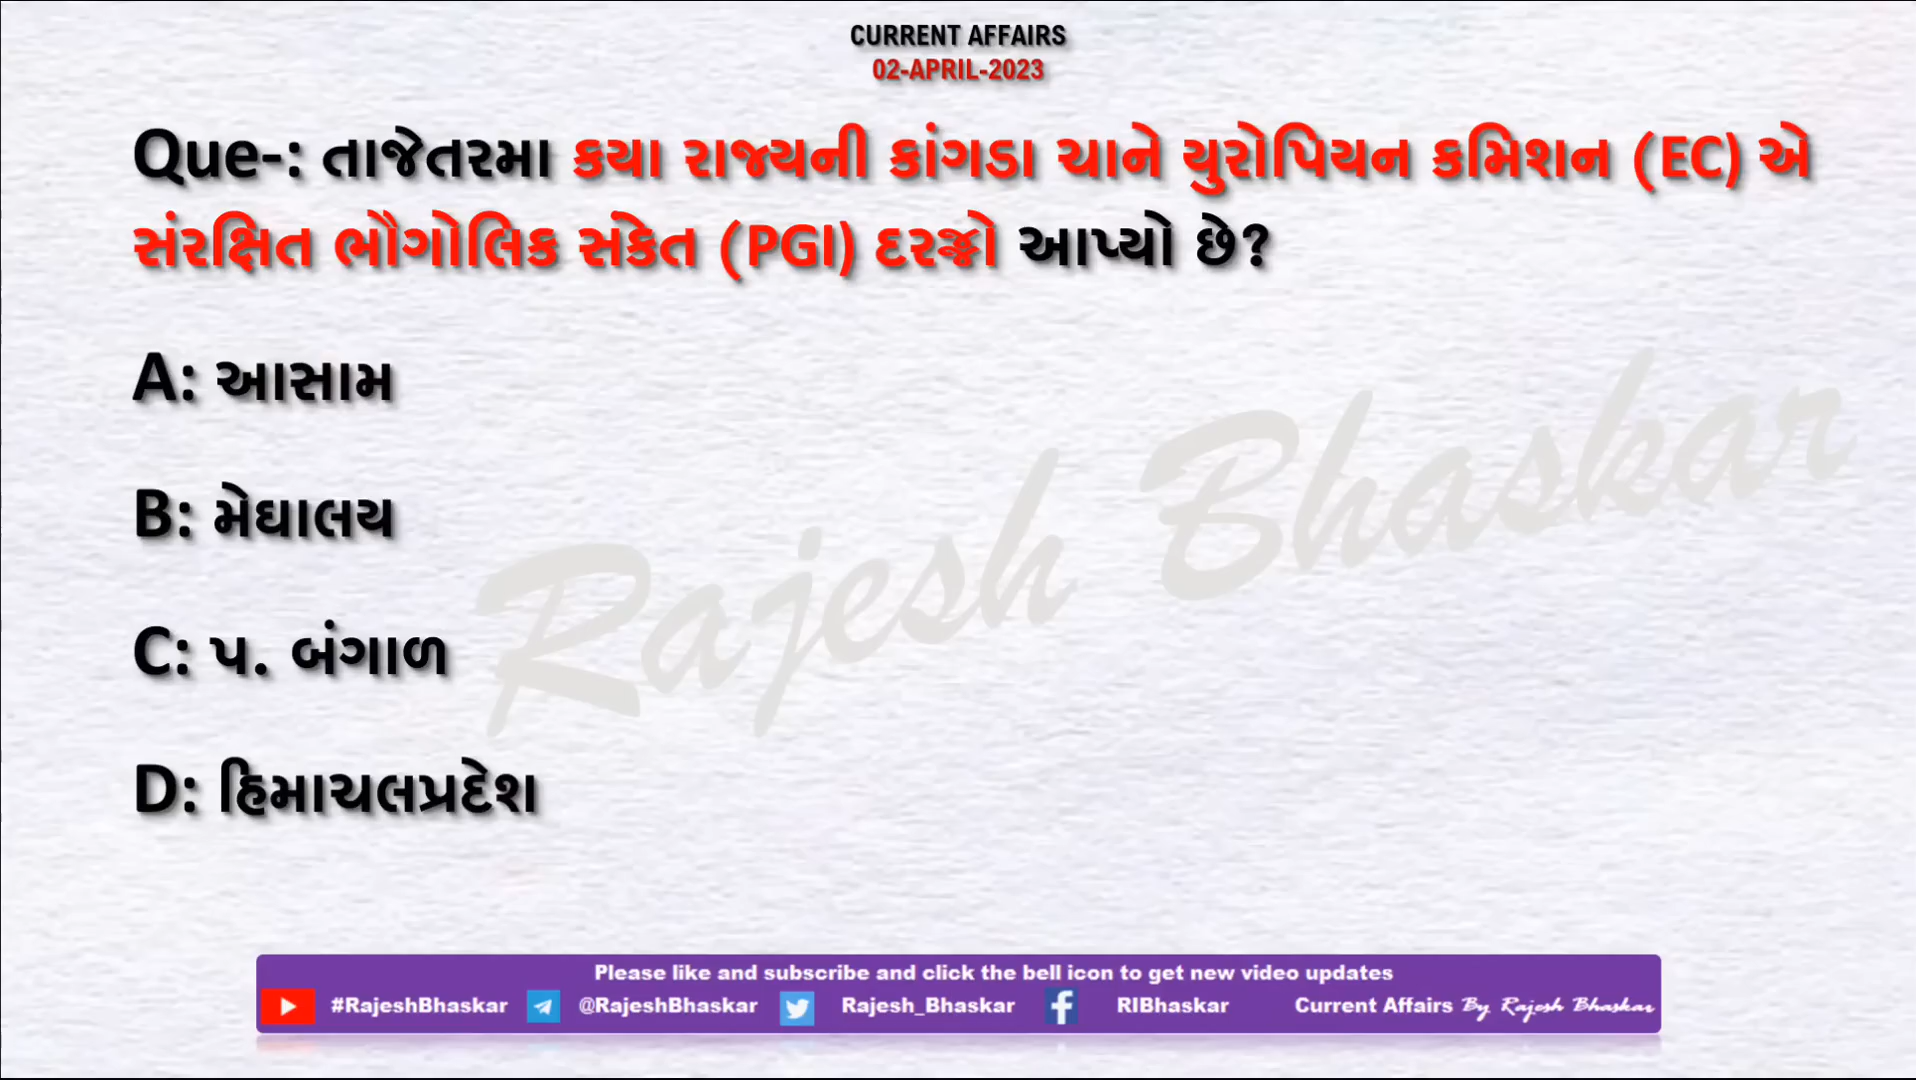 CURRENT AFFAIRS
02-APRIL-2023
Que-: તાજેતરમા કયા રાજ્યની કાંગડા ચાને યુરોપિયન કમિશન (EC) એ
સંરક્ષિત ભૌગોલિક સંકેત (PGI) દરજ્જો આપ્યો છે?
A: આસામ
B: મેઘાલય
C: પ. બંગાળ
D: હિમાચલપ્રદેશ
Rajesh Bhaskar
Please like and subscribe and click the bell icon to get new video updates
#RajeshBhaskar @RajeshBhaskar Rajesh_Bhaskar RIBhaskar Current Affairs By Rajesh Bhaskar